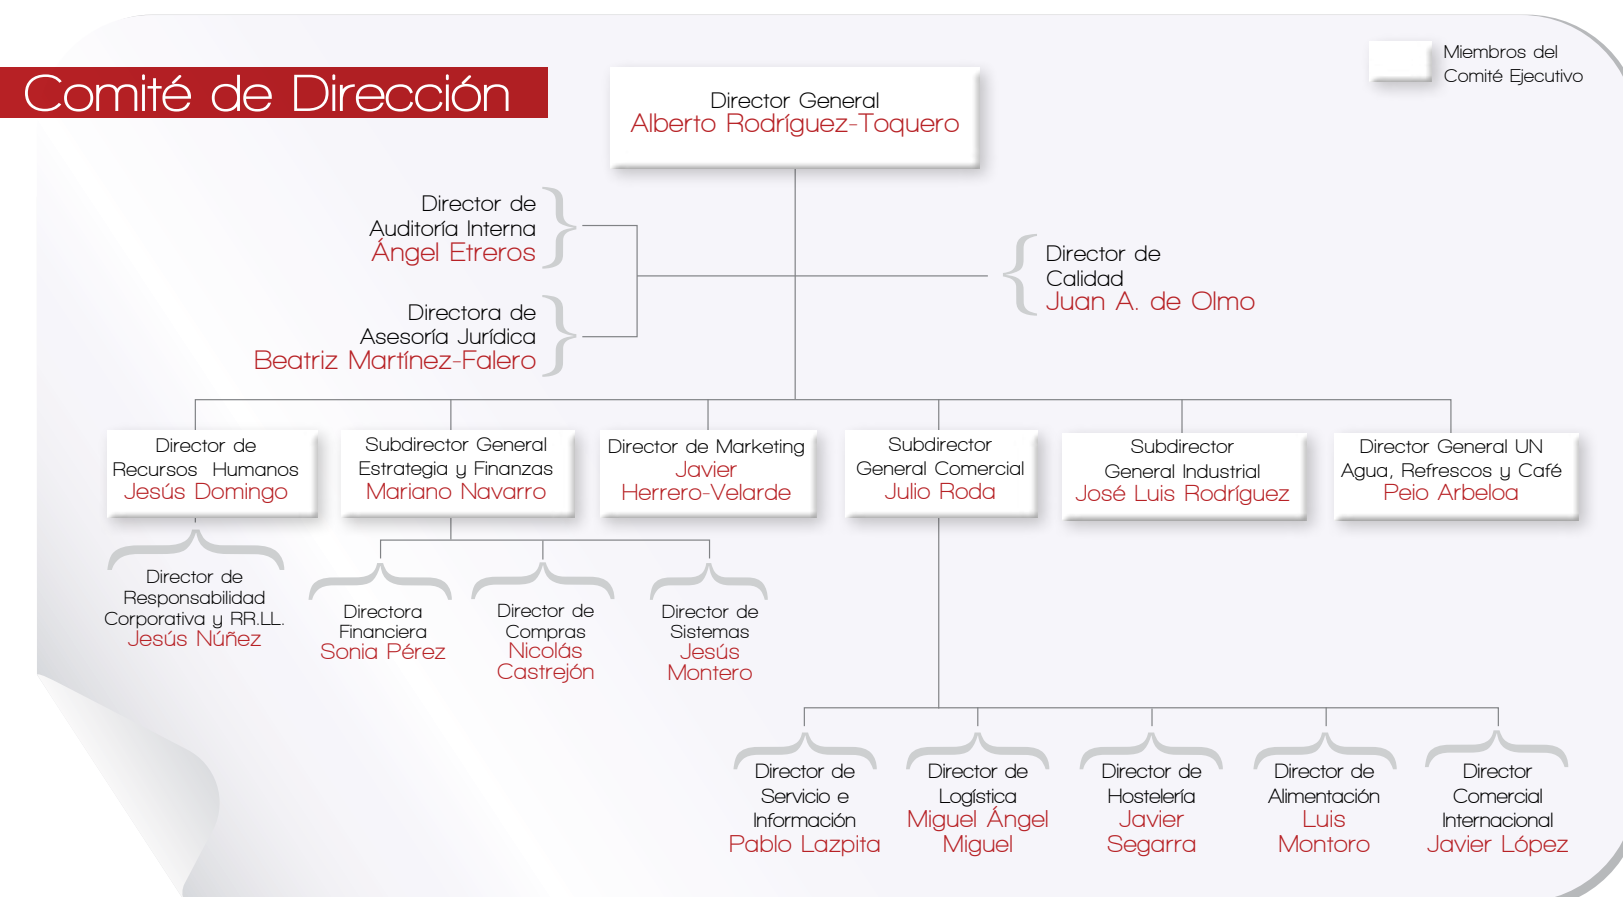 Comité de Dirección
Miembros del
Comité Ejecutivo
Director General
Alberto Rodríguez-Toquero
Director de
Auditoría Interna
Ángel Etreros
Director de
Calidad
Juan A. de Olmo
Directora de
Asesoría Jurídica
Beatriz Martínez-Falero
Director de
Recursos Humanos
Jesús Domingo
Subdirector General
Estrategia y Finanzas
Mariano Navarro
Director de Marketing
Javier
Herrero-Velarde
Subdirector
General Comercial
Julio Roda
Subdirector
General Industrial
José Luis Rodríguez
Director General UN
Agua, Refrescos y Café
Peio Arbeloa
Director de
Responsabilidad
Corporativa y RR.LL.
Jesús Núñez
Directora
Financiera
Sonia Pérez
Director de
Compras
Nicolás
Castrejón
Director de
Sistemas
Jesús
Montero
Director de
Servicio e
Información
Pablo Lazpita
Director de
Logística
Miguel Ángel
Miguel
Director de
Hostelería
Javier
Segarra
Director de
Alimentación
Luis
Montoro
Director
Comercial
Internacional
Javier López